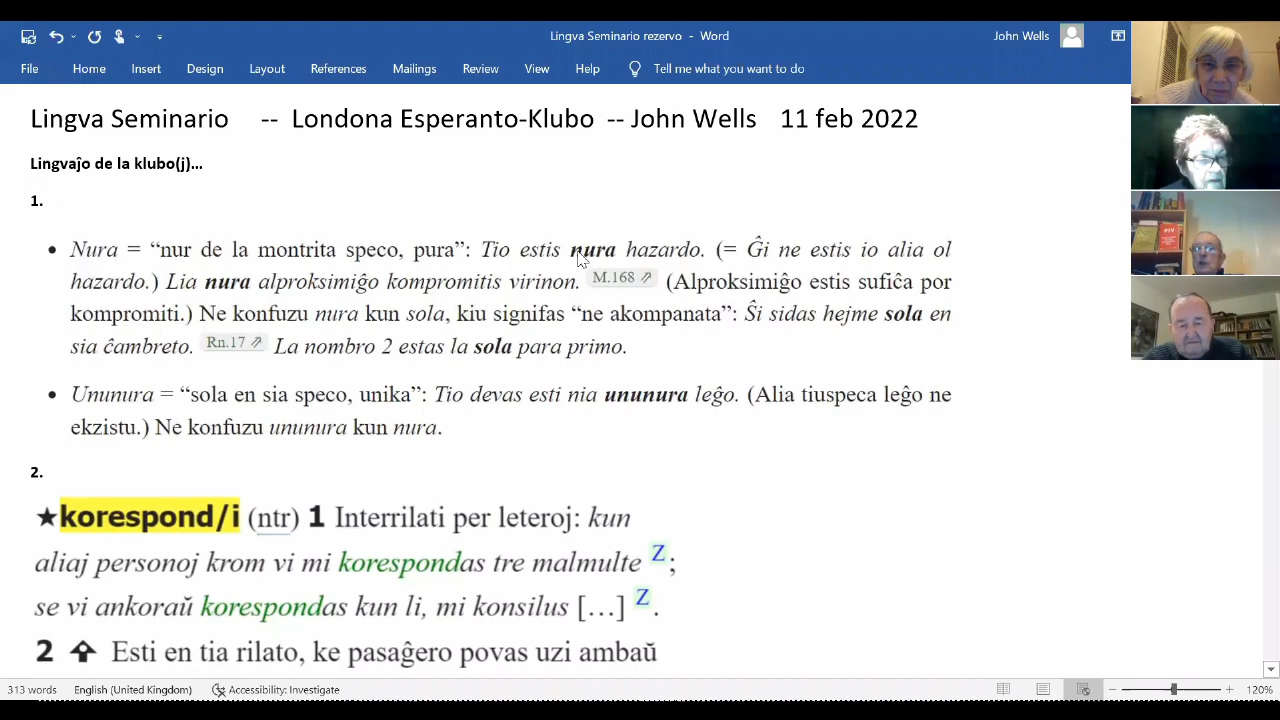 Lingva Seminario rezervo - Word
John Wells
File Home Insert Design Layout References Mailings Review View Help Tell me what you want to do
Lingva Seminario -- Londona Esperanto-Klubo -- John Wells 11 feb 2022
Lingvaĵo de la klubo(j)...
1.
• Nura = “nur de la montrita speco, pura”: Tio estis nura hazardo. (= Ĝi ne estis io alia ol
hazardo.) Lia nura alproksimiĝo kompromitis virinon. M.168 ⇗ (Alproksimiĝo estis sufiĉa por
kompromiti.) Ne konfuzu nura kun sola, kiu signifas “ne akompanata”: Ŝi sidas hejme sola en
sia ĉambreto. Rn.17 ⇗ La nombro 2 estas la sola para primo.
• Ununura = “sola en sia speco, unika”: Tio devas esti nia ununura leĝo. (Alia tiuspeca leĝo ne
ekzistu.) Ne konfuzu ununura kun nura.
2.
★korespond/i (ntr) 1 Interrilati per leteroj: kun
aliaj personoj krom vi mi korespondas tre malmulte Z;
se vi ankoraŭ korespondas kun li, mi konsilus [...] Z.
2 Esti en tia rilato, ke pasaĝero povas uzi ambaŭ
313 words English (United Kingdom) Accessibility: Investigate 120%